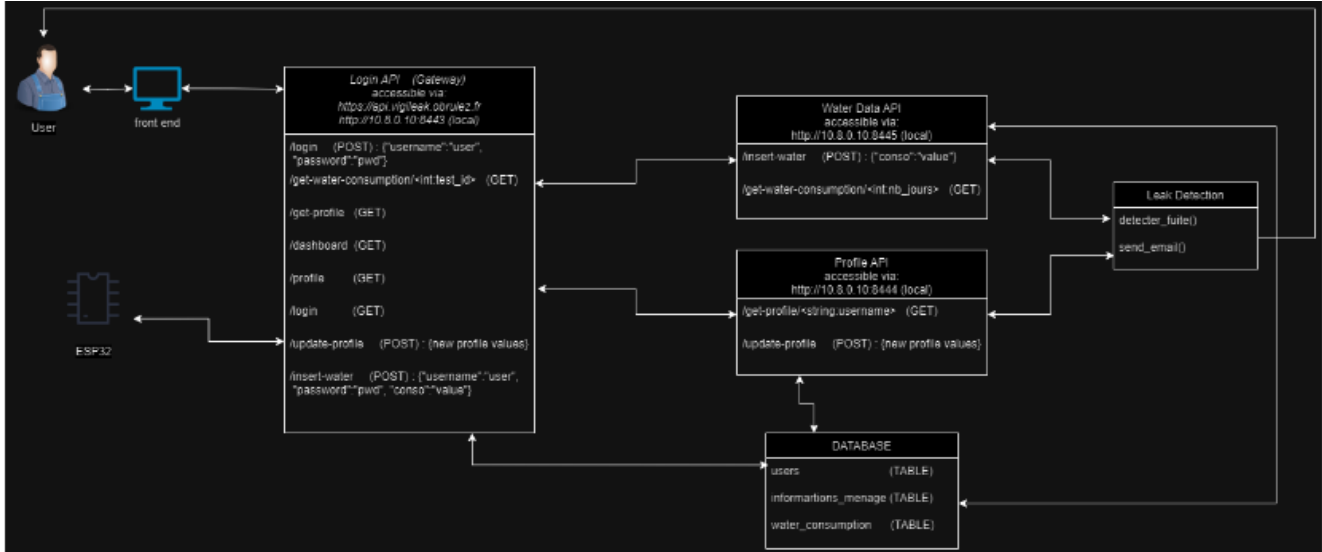 User
front end
ESP32
Login API (Gateway)
accessible via:
https://api.vigileak.obrulez.fr
http://10.8.0.10:8443 (local)
/login (POST) : {"username":"user",
"password":"pwd"}
/get-water-consumption/<int:test_id> (GET)
/get-profile (GET)
/dashboard (GET)
/profile (GET)
/login (GET)
/update-profile (POST) : {new profile values}
/insert-water (POST) : {"username":"user",
"password":"pwd", "conso":"value"}
Water Data API
accessible via:
http://10.8.0.10:8445 (local)
/insert-water (POST) : {"conso":"value"}
/get-water-consumption/<int:nb_jours> (GET)
Profile API
accessible via:
http://10.8.0.10:8444 (local)
/get-profile/<string:username> (GET)
/update-profile (POST) : {new profile values}
Leak Detection
detecter_fuite()
send_email()
DATABASE
users (TABLE)
informartions_menage (TABLE)
water_consumption (TABLE)